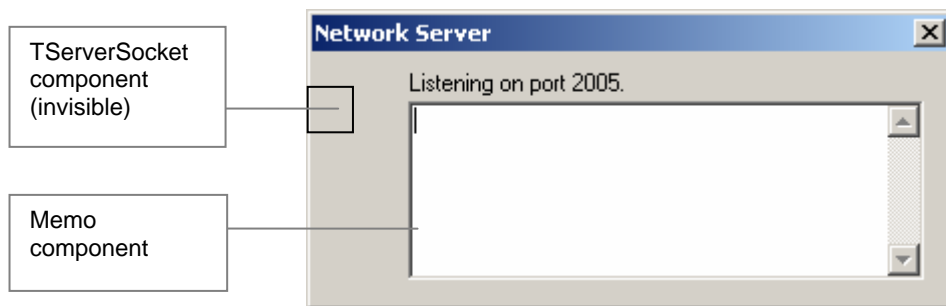 TServerSocket
component
(invisible)
Memo
component
Network Server
Listening on port 2005.